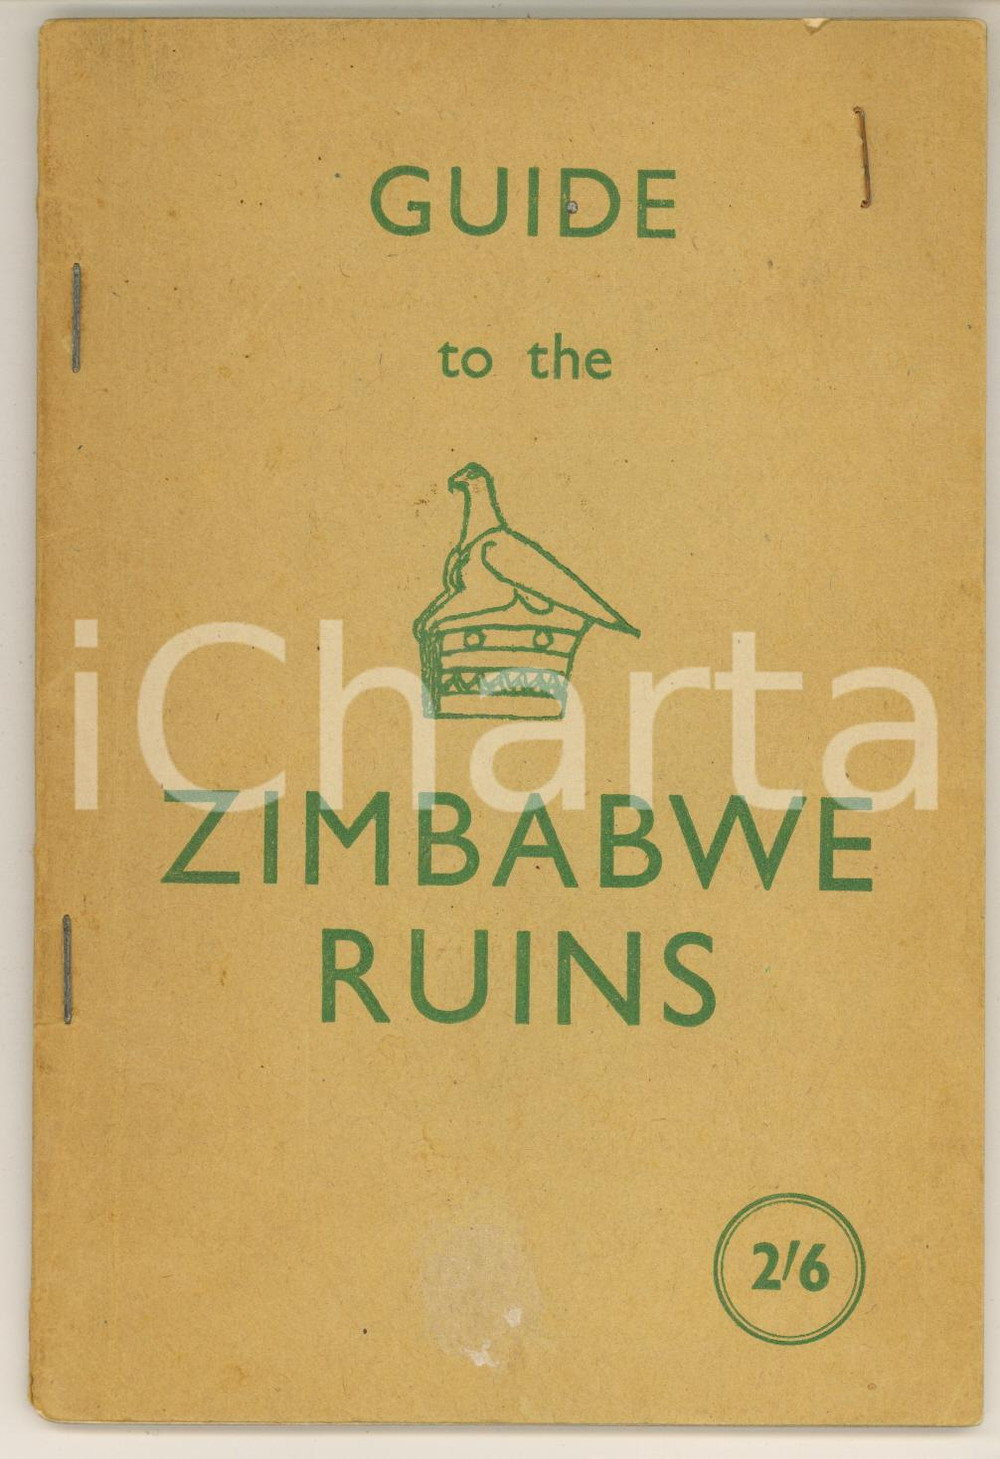 GUIDE
to the
iCharta
ZIMBABWE
RUINS
2/6